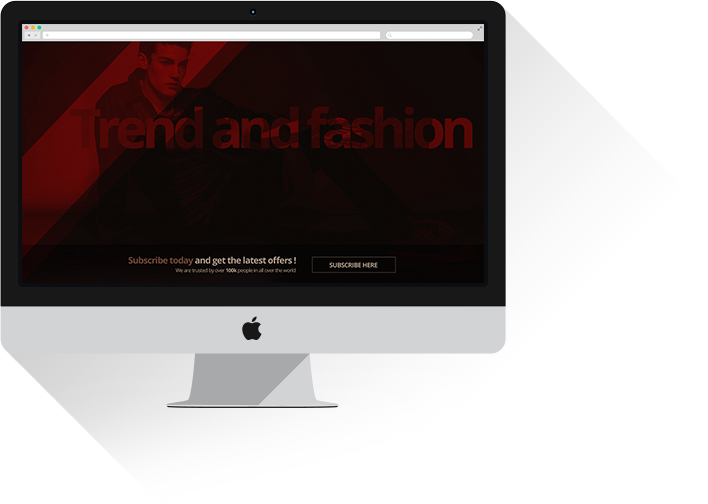 Trend and fashion
Subscribe today and get the latest offers !
We are trusted by over 100k people in all over the world
SUBSCRIBE HERE